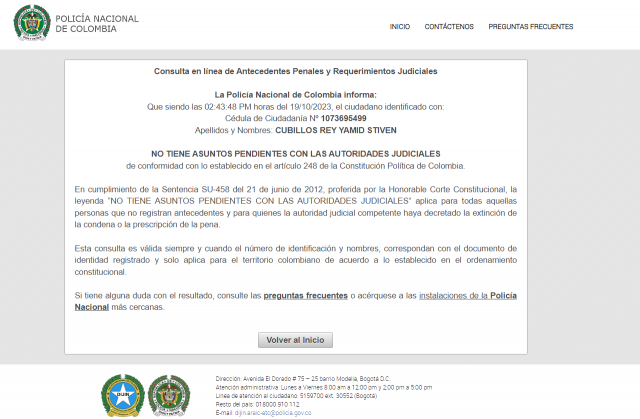 POLICÍA NACIONAL
DE COLOMBIA
INICIO CONTÁCTENOS PREGUNTAS FRECUENTES
Consulta en línea de Antecedentes Penales y Requerimientos Judiciales
La Policía Nacional de Colombia informa:
Que siendo las 02:43:48 PM horas del 19/10/2023, el ciudadano identificado con:
Cédula de Ciudadanía Nº 1073695499
Apellidos y Nombres: CUBILLOS REY YAMID STIVEN
NO TIENE ASUNTOS PENDIENTES CON LAS AUTORIDADES JUDICIALES
de conformidad con lo establecido en el artículo 248 de la Constitución Política de Colombia.
En cumplimiento de la Sentencia SU-458 del 21 de junio de 2012, proferida por la Honorable Corte Constitucional, la
leyenda "NO TIENE ASUNTOS PENDIENTES CON LAS AUTORIDADES JUDICIALES" aplica para todas aquellas
personas que no registran antecedentes y para quienes la autoridad judicial competente haya decretado la extinción de
la condena o la prescripción de la pena.
Esta consulta es válida siempre y cuando el número de identificación y nombres, correspondan con el documento de
identidad registrado y solo aplica para el territorio colombiano de acuerdo a lo establecido en el ordenamiento
constitucional.
Si tiene alguna duda con el resultado, consulte las preguntas frecuentes o acérquese a las instalaciones de la Policía
Nacional más cercanas.
Volver al Inicio
DIJIN
Dirección: Avenida El Dorado # 75 – 25 barrio Modelia, Bogotá D.C.
Atención administrativa: Lunes a Viernes 8:00 am a 12:00 pm y 2:00 pm a 5:00 pm
Línea de atención al ciudadano: 5159700 ext. 30552 (Bogotá)
Resto del país: 018000 910 112
E-mail: dijin.araic-atc@policia.gov.co